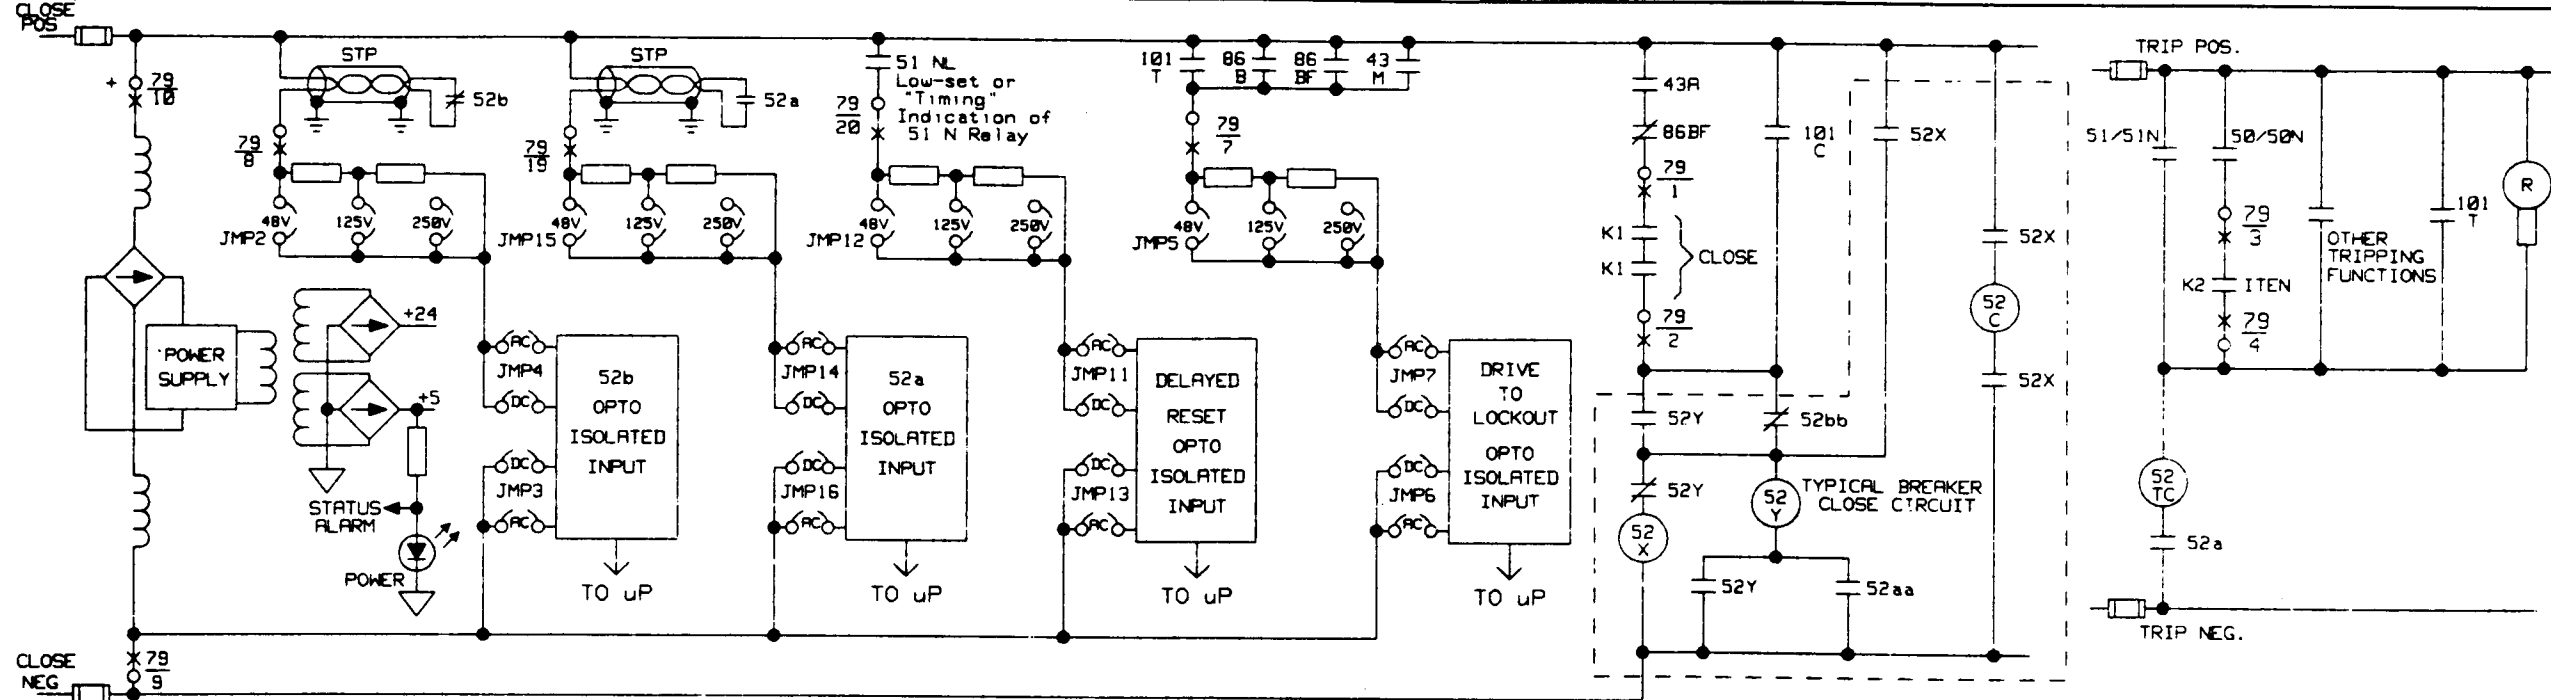 CLOSE
POS
+ 79
10
STP
52b
79
8
48V 125V 250V
JMP2
STP
52a
79
19
48V 125V 250V
JMP15
51 NL
Low-set or
"Timing"
Indication of
51 N Relay
79
20
48V 125V 250V
JMP12
101
T
86
B
86
BF
43
M
79
7
48V 125V 250V
JMP5
POWER
SUPPLY
+24
+5
STATUS
ALARM
POWER
AC
JMP4
DC
DC
JMP3
AC
52b
OPTO
ISOLATED
INPUT
TO uP
AC
JMP14
DC
DC
JMP16
AC
52a
OPTO
ISOLATED
INPUT
TO uP
AC
JMP11
DC
DC
JMP13
AC
DELAYED
RESET
OPTO
ISOLATED
INPUT
TO uP
AC
JMP7
DC
DC
JMP6
AC
DRIVE
TO
LOCKOUT
OPTO
ISOLATED
INPUT
TO uP
43A
86BF
79
1
K1
K1
CLOSE
79
2
101
C
52X
52X
52
C
52X
52Y
52bb
52Y
52
X
52
Y
TYPICAL BREAKER
CLOSE CIRCUIT
52Y
52aa
TRIP POS.
51/51N
50/50N
79
3
K2 ITEN
79
4
OTHER
TRIPPING
FUNCTIONS
101
T
R
52
TC
52a
TRIP NEG.
CLOSE
NEG
79
9